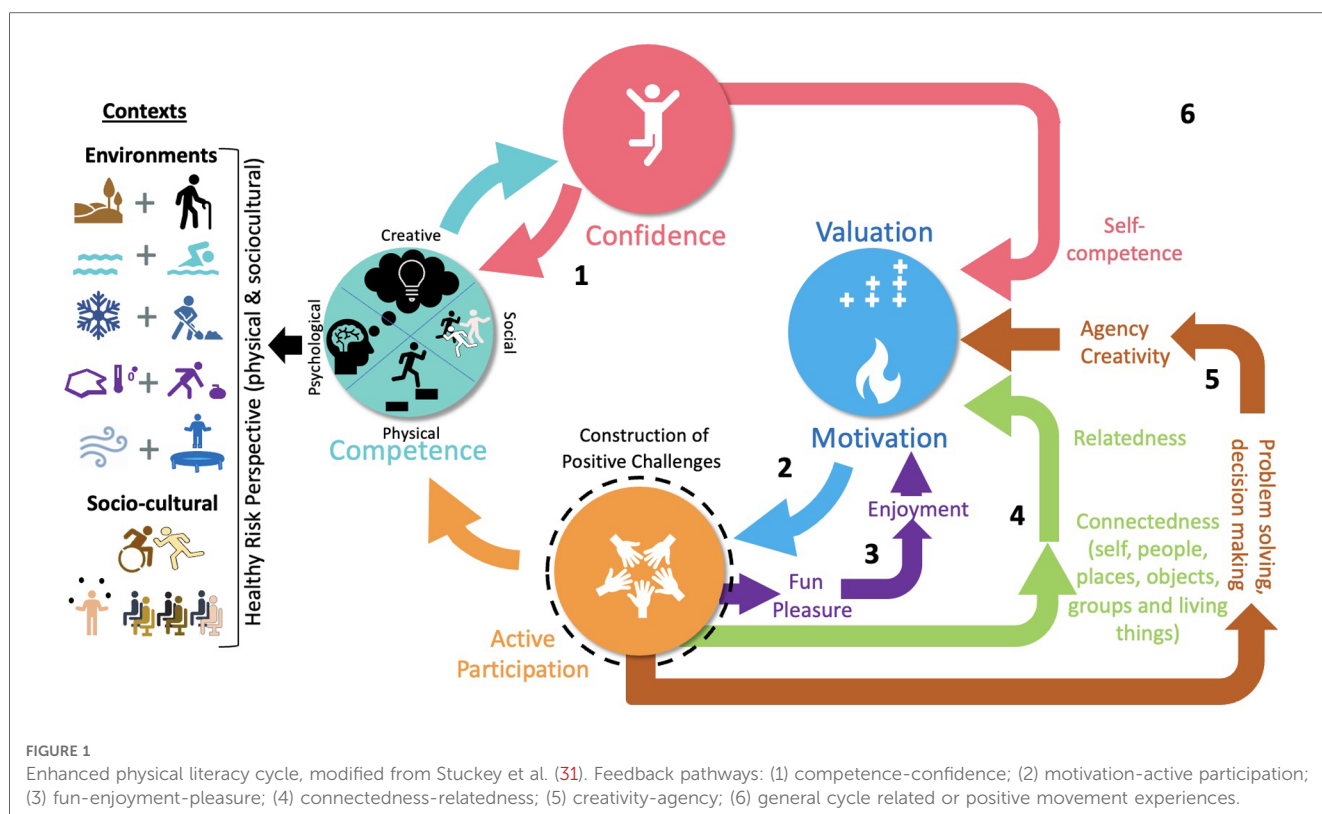 Contexts
Environments
+
+
+
0°
+
+
Socio-cultural
Healthy Risk Perspective (physical & sociocultural)
Creative
Psychological
Social
Physical
Competence
Confidence
1
6
Self-
competence
Valuation
Motivation
Agency
Creativity
5
Relatedness
Construction of
Positive Challenges
2
Enjoyment
3
4
Fun
Pleasure
Connectedness
(self, people,
places, objects,
groups and living
things)
Problem solving,
decision making
Active
Participation
FIGURE 1
Enhanced physical literacy cycle, modified from Stuckey et al. (31). Feedback pathways: (1) competence-confidence; (2) motivation-active participation;
(3) fun-enjoyment-pleasure; (4) connectedness-relatedness; (5) creativity-agency; (6) general cycle related or positive movement experiences.